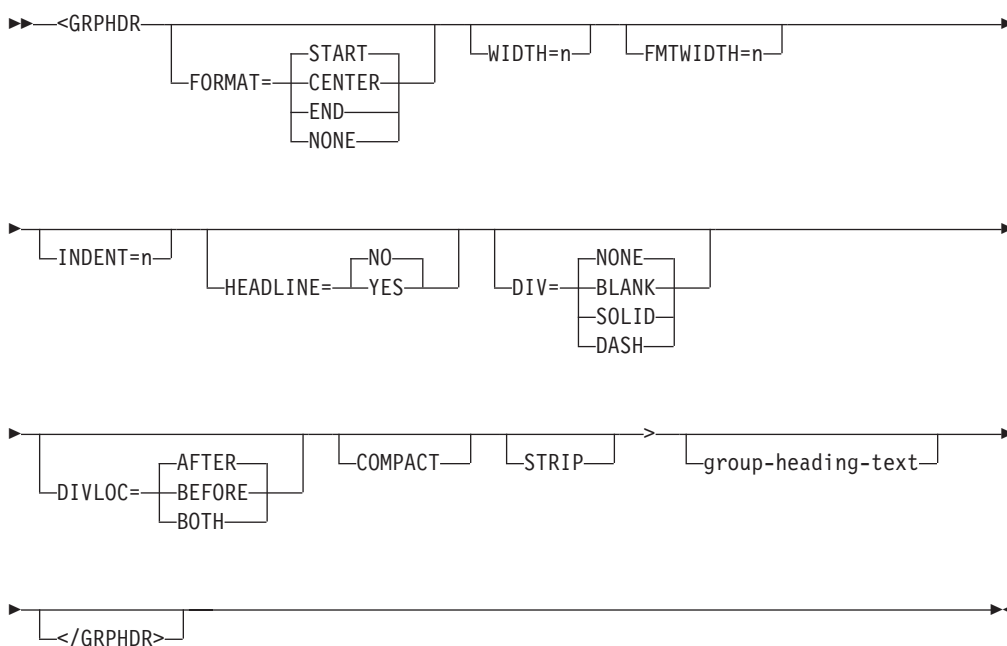 <GRPHDR
FORMAT=
START
CENTER
END
NONE
WIDTH=n
FMTWIDTH=n
INDENT=n
HEADLINE=
NO
YES
DIV=
NONE
BLANK
SOLID
DASH
DIVLOC=
AFTER
BEFORE
BOTH
COMPACT
STRIP
>
group-heading-text
</GRPHDR>